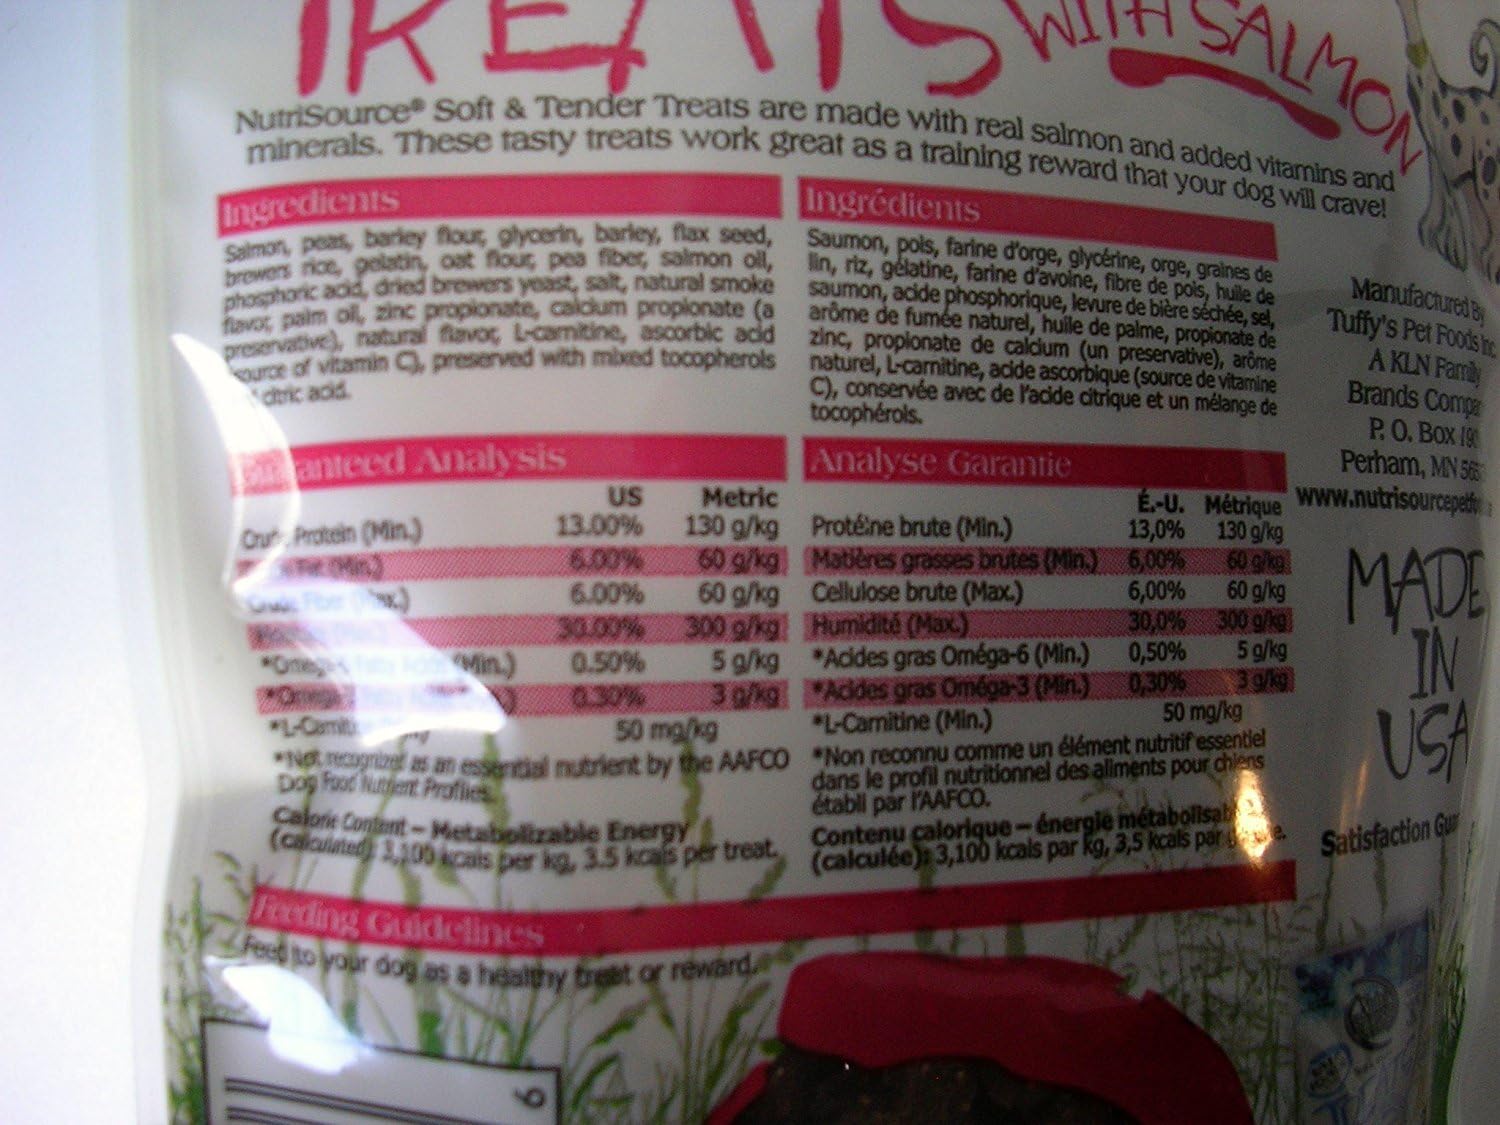 TREATS WITH SALMON
NutriSource® Soft & Tender Treats are made with real salmon and added vitamins and
minerals. These tasty treats work great as a training reward that your dog will crave!
Ingredients
Salmon, peas, barley flour, glycerin, barley, flax seed,
brewers rice, gelatin, oat flour, pea fiber, salmon oil,
phosphoric acid, dried brewers yeast, salt, natural smoke
flavor, palm oil, zinc propionate, calcium propionate (a
preservative), natural flavor, L-carnitine, ascorbic acid
source of vitamin C), preserved with mixed tocopherols
citric acid.
Ingrédients
Saumon, pois, farine d'orge, glycérine, orge, graines de
lin, riz, gélatine, farine d'avoine, fibre de pois, huile de
saumon, acide phosphorique, levure de bière séchée, sel,
arôme de fumée naturel, huile de palme, propionate de
zinc, propionate de calcium (un preservative), arôme
naturel, L-carnitine, acide ascorbique (source de vitamine
C), conservée avec de l'acide citrique et un mélange de
tocophérols.
Guaranteed Analysis
US Metric
Crude Protein (Min.) 13.00% 130 g/kg
Fat (Min.) 6.00% 60 g/kg
Crude Fiber (Max.) 6.00% 60 g/kg
30.00% 300 g/kg
(Min.) 0.50% 5 g/kg
0.30% 3 g/kg
50 mg/kg
*Not recognized as an essential nutrient by the AAFCO
Dog Food Nutrient Profiles.
Calorie Content – Metabolizable Energy
(calculated): 3,100 kcals per kg, 3.5 kcals per treat.
Analyse Garantie
É.-U. Métrique
Protéine brute (Min.) 13,0% 130 g/kg
Matières grasses brutes (Min.) 6,00% 60 g/kg
Cellulose brute (Max.) 6,00% 60 g/kg
Humidité (Max.) 30,0% 300 g/kg
*Acides gras Oméga-6 (Min.) 0,50% 5 g/kg
*Acides gras Oméga-3 (Min.) 0,30% 3 g/kg
*L-Carnitine (Min.) 50 mg/kg
*Non reconnu comme un élément nutritif essentiel
dans le profil nutritionnel des aliments pour chiens
établi par l'AAFCO.
Contenu calorique – énergie métabolisab
(calculée): 3,100 kcals par kg, 3,5 kcals par
Feeding Guidelines
Feed to your dog as a healthy treat or reward.
Manufactured By
Tuffy's Pet Foods Inc.
A KLN Family
Brands Compa
P. O. Box 190
Perham, MN 565
www.nutrisourcepetfo
MADE
IN
USA
Satisfaction Gua
6